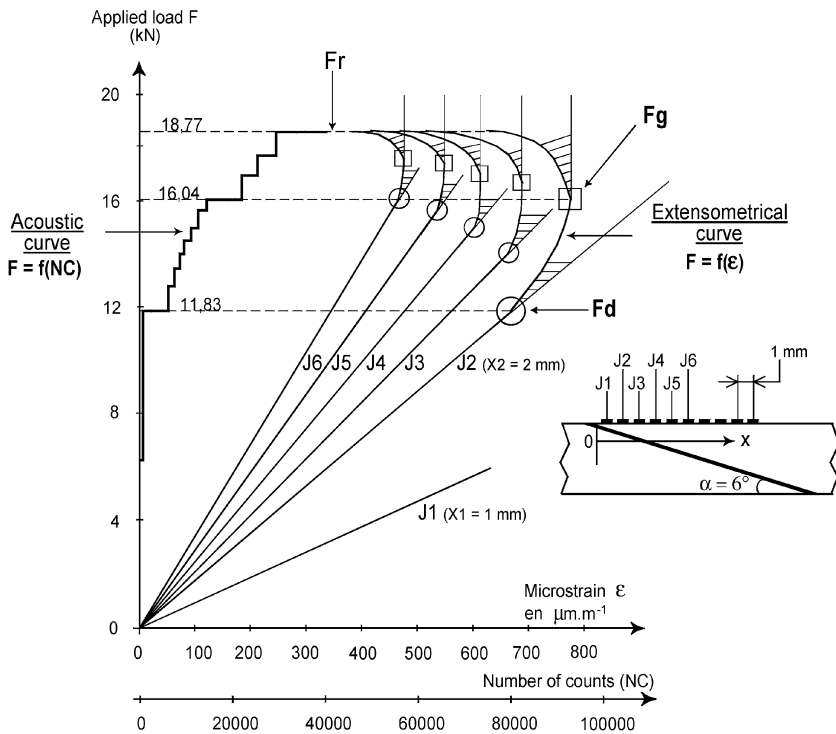 Applied load F
(kN)
Fr
20
18,77
Fg
16,04
16
Acoustic
curve
F = f(NC)
Extensometrical
curve
F = f(ε)
12
11,83
Fd
J6 J5 J4 J3 J2 (X2 = 2 mm)
J2 J4 J6
1 mm
J1 J3 J5
8
0 x
α = 6°
J1 (X1 = 1 mm)
4
Microstrain ε
en μm.m⁻¹
0
0 100 200 300 400 500 600 700 800
Number of counts (NC)
0 20000 40000 60000 80000 100000